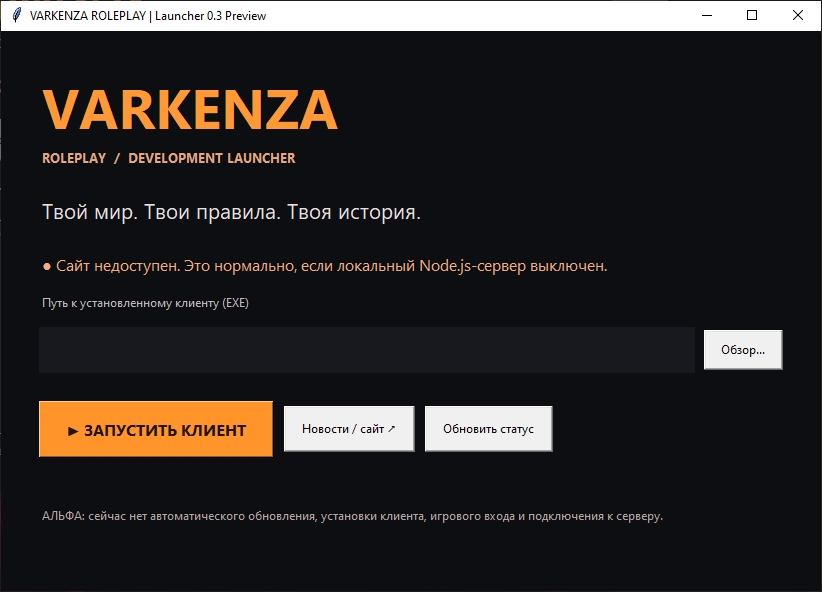 VARKENZA ROLEPLAY | Launcher 0.3 Preview
VARKENZA
ROLEPLAY / DEVELOPMENT LAUNCHER
Твой мир. Твои правила. Твоя история.
● Сайт недоступен. Это нормально, если локальный Node.js-сервер выключен.
Путь к установленному клиенту (EXE)
Обзор...
► ЗАПУСТИТЬ КЛИЕНТ
Новости / сайт ↗
Обновить статус
АЛЬФА: сейчас нет автоматического обновления, установки клиента, игрового входа и подключения к серверу.